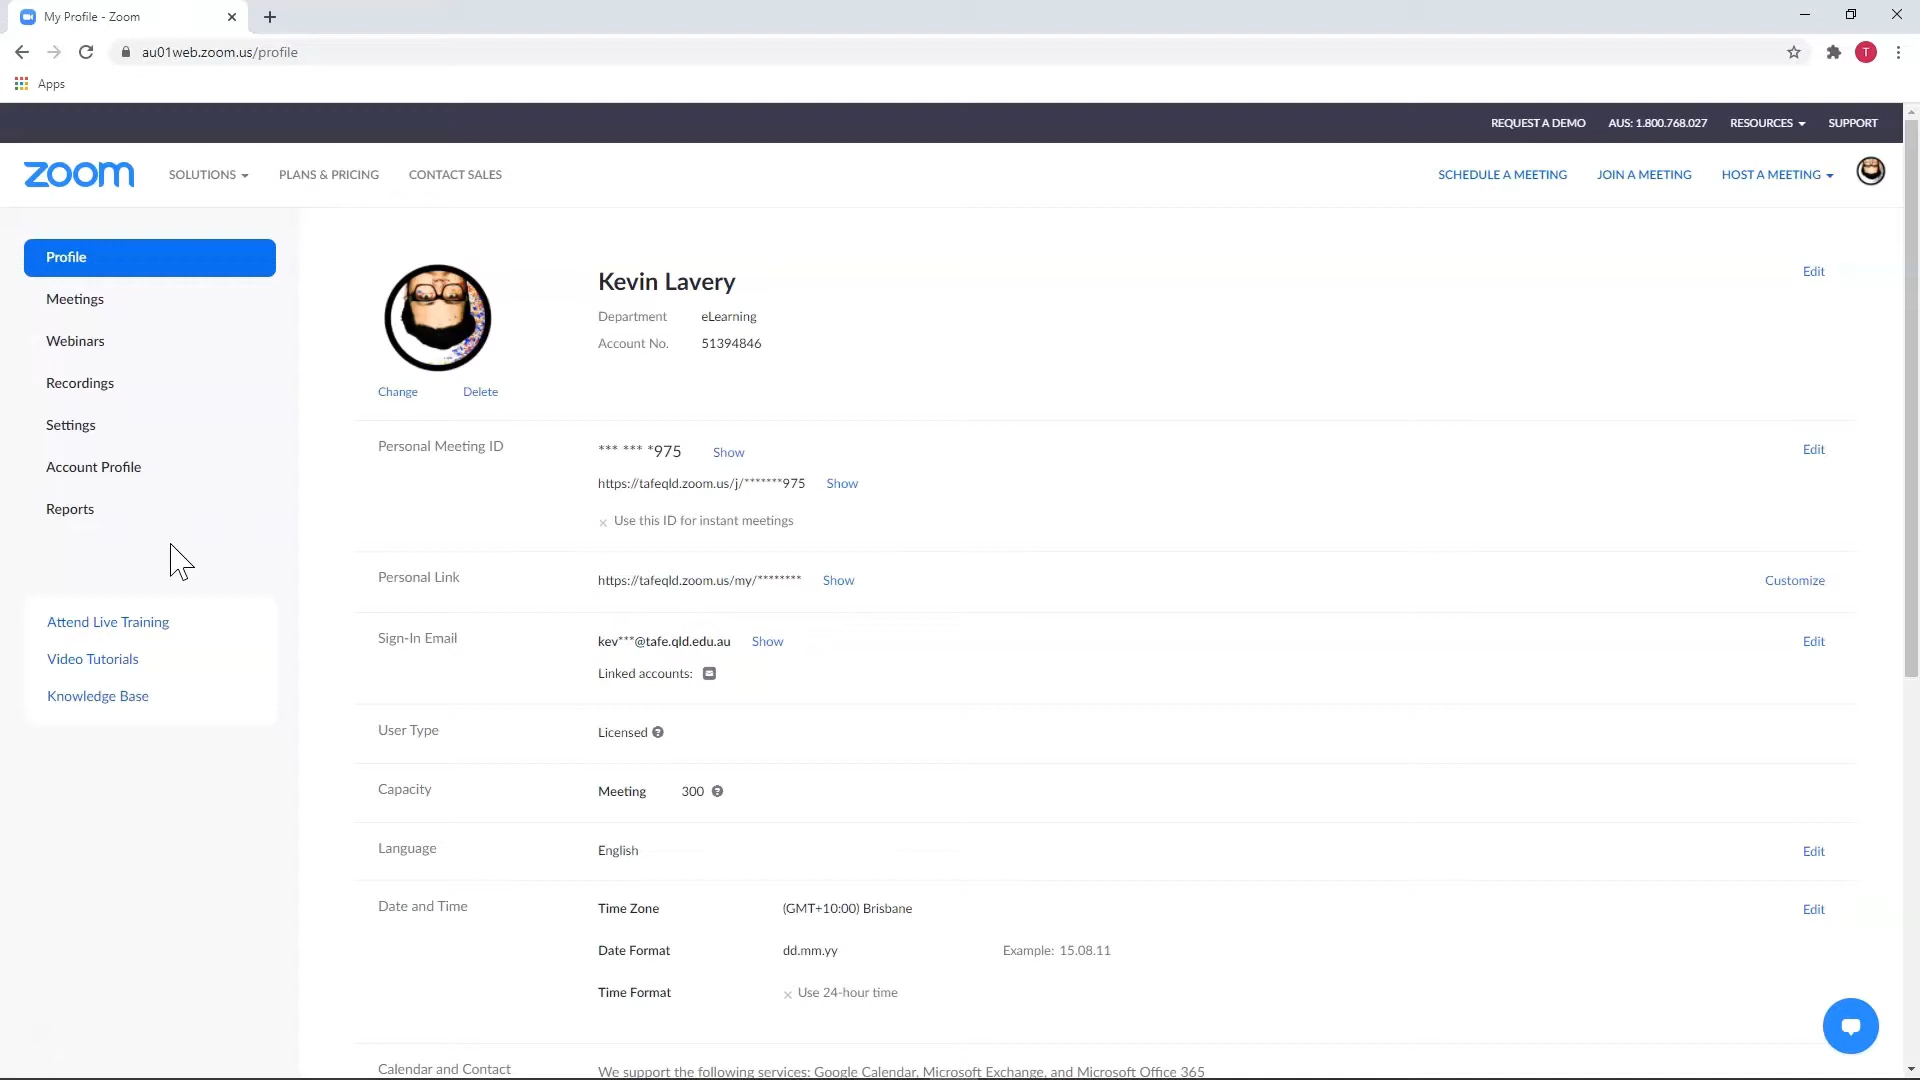 My Profile - Zoom
au01web.zoom.us/profile
T
Apps
REQUEST A DEMO AUS: 1.800.768.027 RESOURCES SUPPORT
zoom SOLUTIONS PLANS & PRICING CONTACT SALES SCHEDULE A MEETING JOIN A MEETING HOST A MEETING
Profile
Meetings
Webinars
Recordings
Settings
Account Profile
Reports
Attend Live Training
Video Tutorials
Knowledge Base
Kevin Lavery Edit
Department eLearning
Account No. 51394846
Change Delete
Personal Meeting ID *** *** *975 Show Edit
https://tafeqld.zoom.us/j/*******975 Show
× Use this ID for instant meetings
Personal Link https://tafeqld.zoom.us/my/******** Show Customize
Sign-In Email kev***@tafe.qld.edu.au Show Edit
Linked accounts:
User Type Licensed ?
Capacity Meeting 300 ?
Language English Edit
Date and Time Time Zone (GMT+10:00) Brisbane Edit
Date Format dd.mm.yy Example: 15.08.11
Time Format × Use 24-hour time
Calendar and Contact We support the following services: Google Calendar, Microsoft Exchange, and Microsoft Office 365